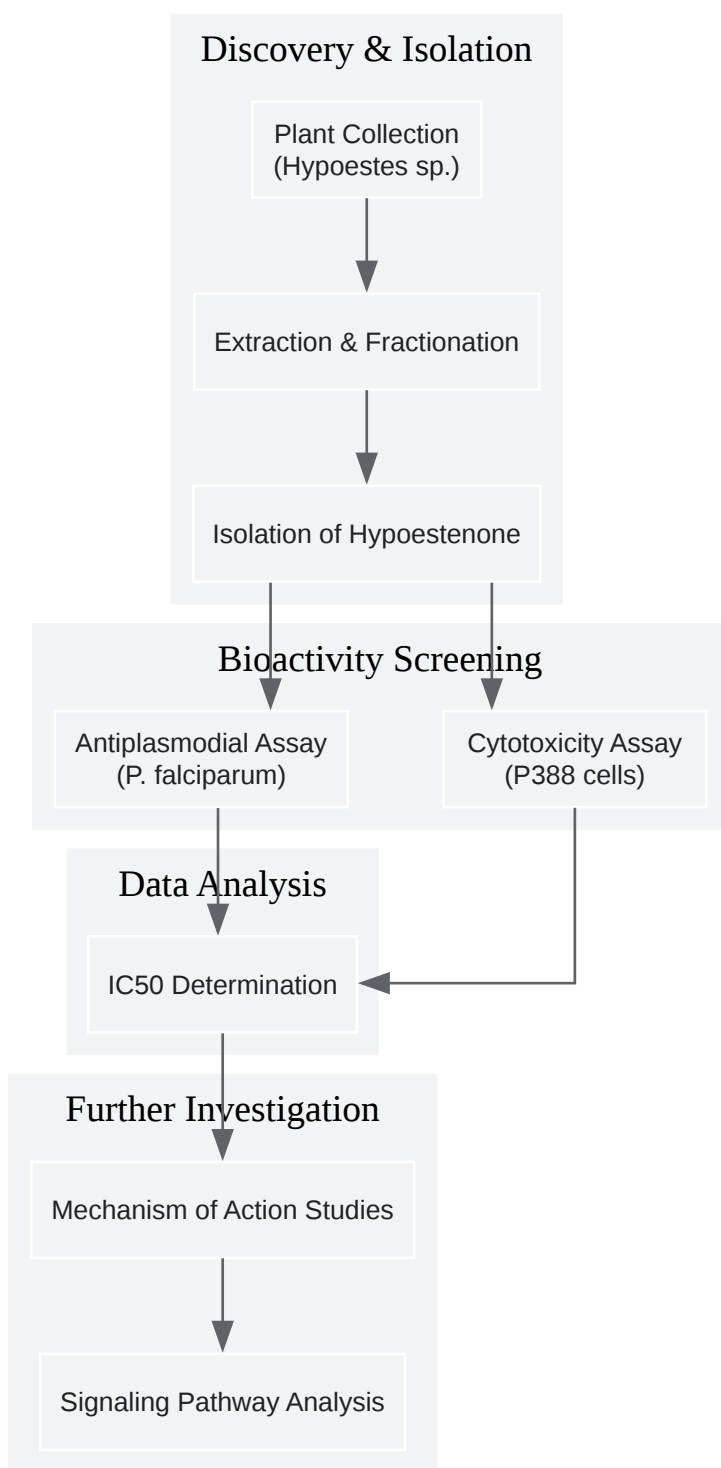 Discovery & Isolation
Plant Collection
(Hypoestes sp.)
Extraction & Fractionation
Isolation of Hypoestenone
Bioactivity Screening
Antiplasmodial Assay
(P. falciparum)
Cytotoxicity Assay
(P388 cells)
Data Analysis
IC50 Determination
Further Investigation
Mechanism of Action Studies
Signaling Pathway Analysis